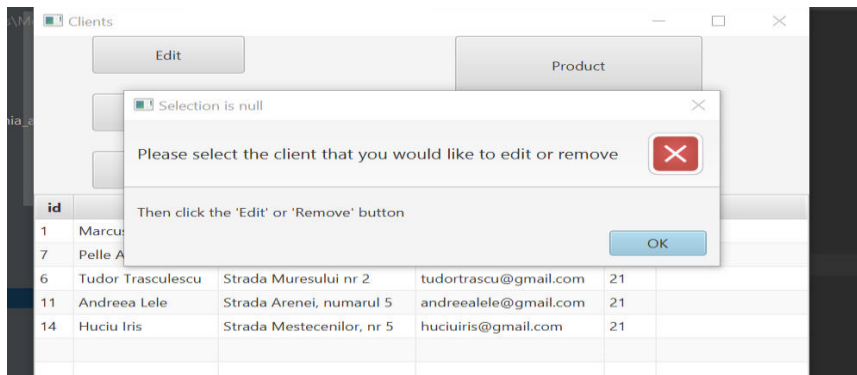 Clients
Edit
Product
Selection is null
Please select the client that you would like to edit or remove
Then click the 'Edit' or 'Remove' button
OK
id
1
7 Pelle A
6 Tudor Trasculescu Strada Muresului nr 2 tudortrascu@gmail.com 21
11 Andreea Lele Strada Arenei, numarul 5 andreealele@gmail.com 21
14 Huciu Iris Strada Mestecenilor, nr 5 huciuiris@gmail.com 21